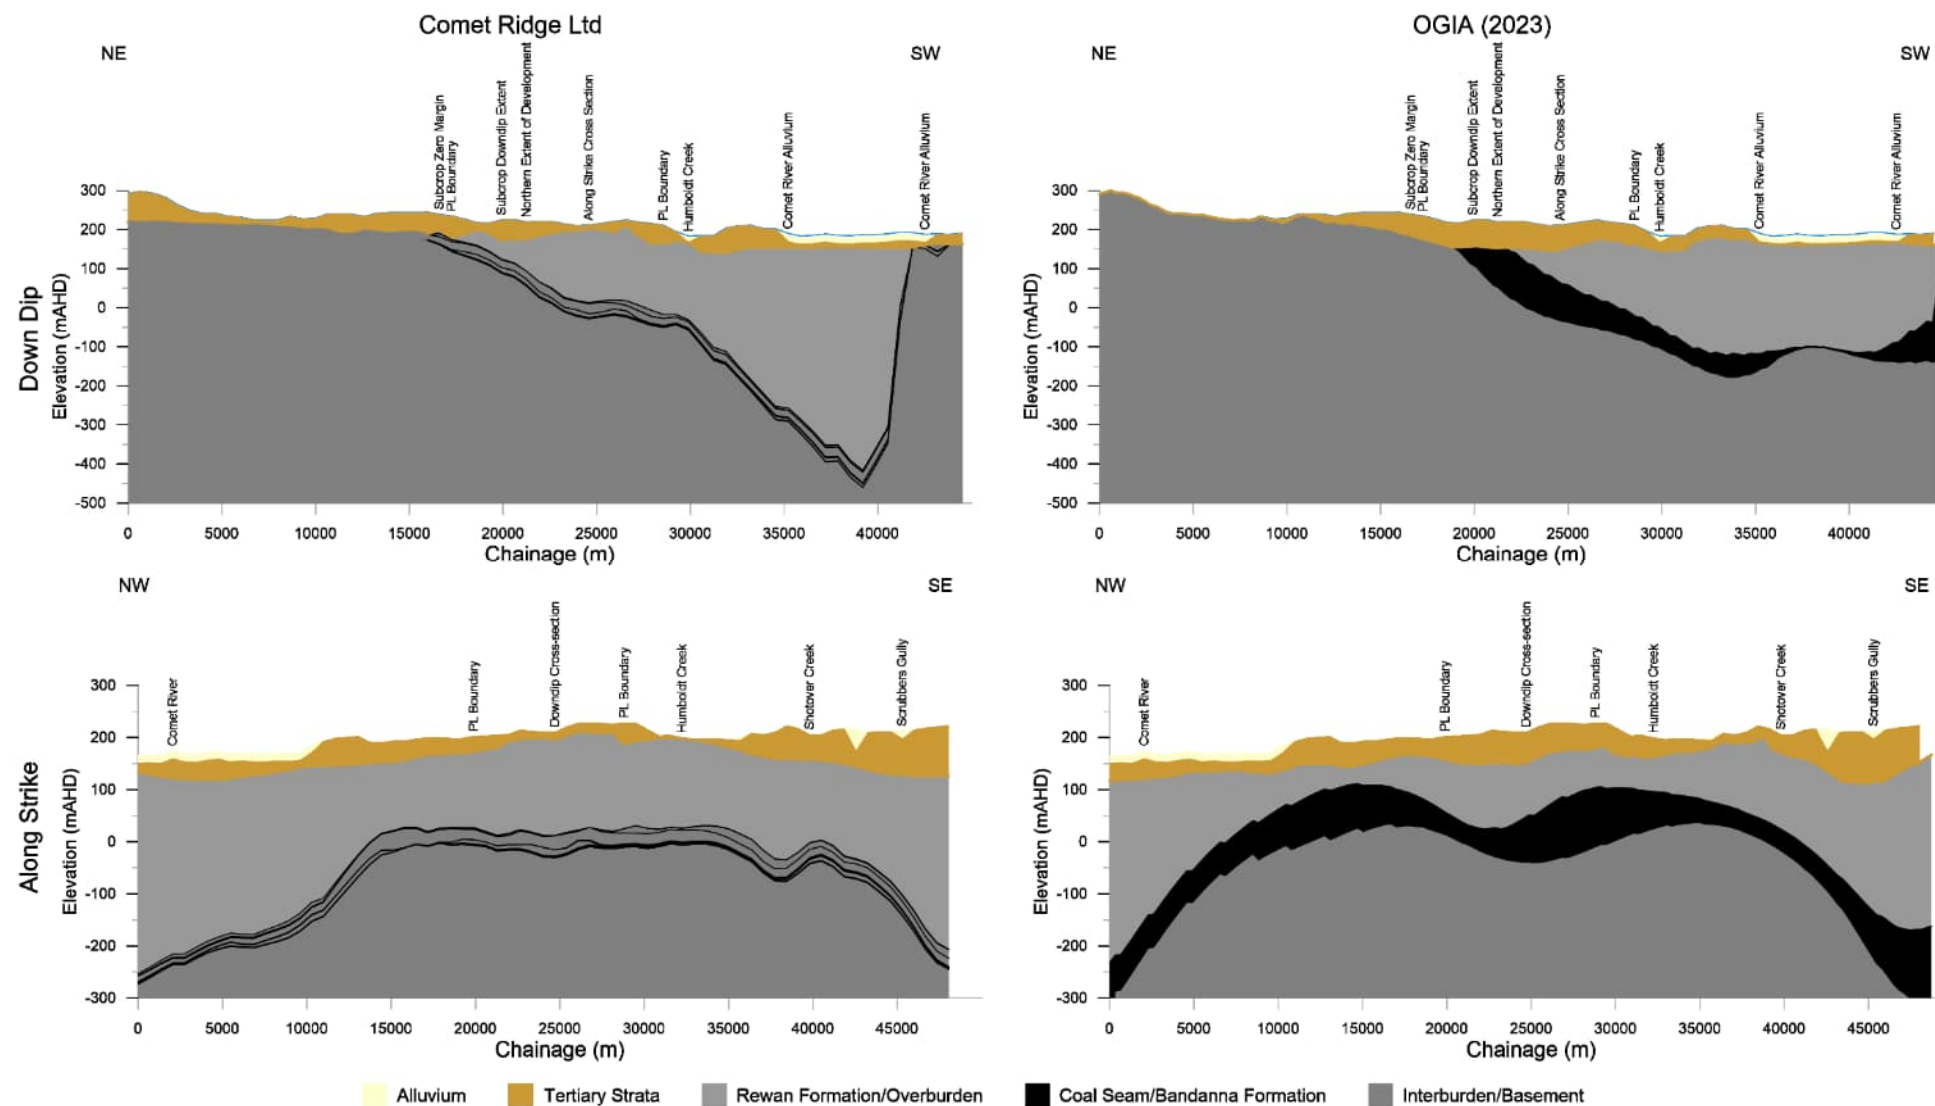 Comet Ridge Ltd
NE
SW
Subcrop Zero Margin
PL Boundary
Subcrop Downdip Extent
Northern Extent of Development
Along Strike Cross Section
PL Boundary
Humboldt Creek
Comet River Alluvium
Comet River Alluvium
Down Dip
Elevation (mAHD)
300
200
100
0
-100
-200
-300
-400
-500
0 5000 10000 15000 20000 25000 30000 35000 40000
Chainage (m)
OGIA (2023)
NE
SW
Subcrop Zero Margin
PL Boundary
Subcrop Downdip Extent
Northern Extent of Development
Along Strike Cross Section
PL Boundary
Humboldt Creek
Comet River Alluvium
Comet River Alluvium
Elevation (mAHD)
300
200
100
0
-100
-200
-300
-400
-500
0 5000 10000 15000 20000 25000 30000 35000 40000
Chainage (m)
NW
SE
Comet River
PL Boundary
Downdip Cross-section
PL Boundary
Humboldt Creek
Shotover Creek
Scrubbers Gully
Along Strike
Elevation (mAHD)
300
200
100
0
-100
-200
-300
0 5000 10000 15000 20000 25000 30000 35000 40000 45000
Chainage (m)
NW
SE
Comet River
PL Boundary
Downdip Cross-section
PL Boundary
Humboldt Creek
Shotover Creek
Scrubbers Gully
Elevation (mAHD)
300
200
100
0
-100
-200
-300
0 5000 10000 15000 20000 25000 30000 35000 40000 45000
Chainage (m)
Alluvium
Tertiary Strata
Rewan Formation/Overburden
Coal Seam/Bandanna Formation
Interburden/Basement